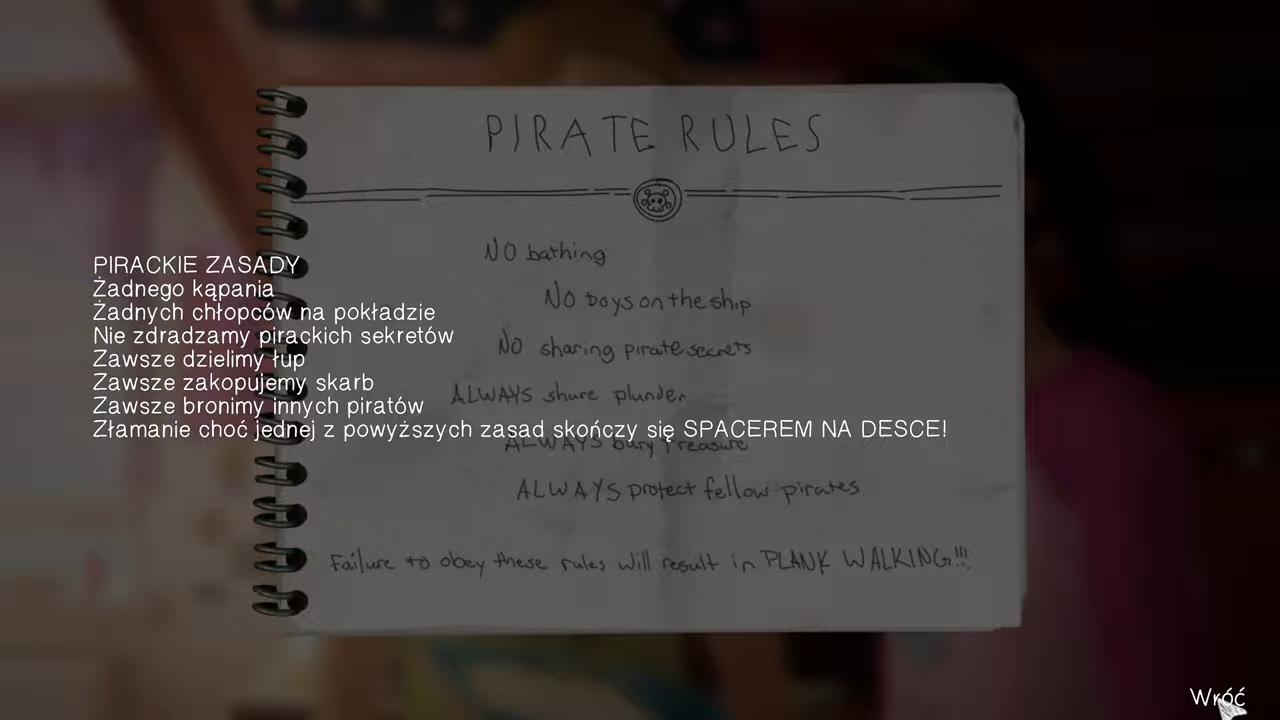 PIRATE RULES
NO bathing
NO boys on the ship
NO sharing pirate secrets
ALWAYS share plunder
ALWAYS bury treasure
ALWAYS protect fellow pirates
Failure to obey these rules will result in PLANK WALKING!!!
PIRACKIE ZASADY
Żadnego kąpania
Żadnych chłopców na pokładzie
Nie zdradzamy pirackich sekretów
Zawsze dzielimy łup
Zawsze zakopujemy skarb
Zawsze bronimy innych piratów
Złamanie choć jednej z powyższych zasad skończy się SPACEREM NA DESCE!
Wróć